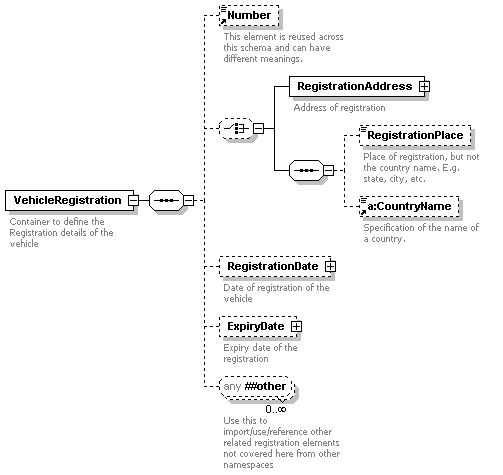 Number
This element is reused across
this schema and can have
different meanings.
RegistrationAddress
Address of registration
RegistrationPlace
Place of registration, but not
the country name. E.g.
state, city, etc.
VehicleRegistration
Container to define the
Registration details of the
vehicle
a:CountryName
Specification of the name of
a country.
RegistrationDate
Date of registration of the
vehicle
ExpiryDate
Expiry date of the
registration
any ##other
0..∞
Use this to
import/use/reference other
related registration elements
not covered here from other
namespaces